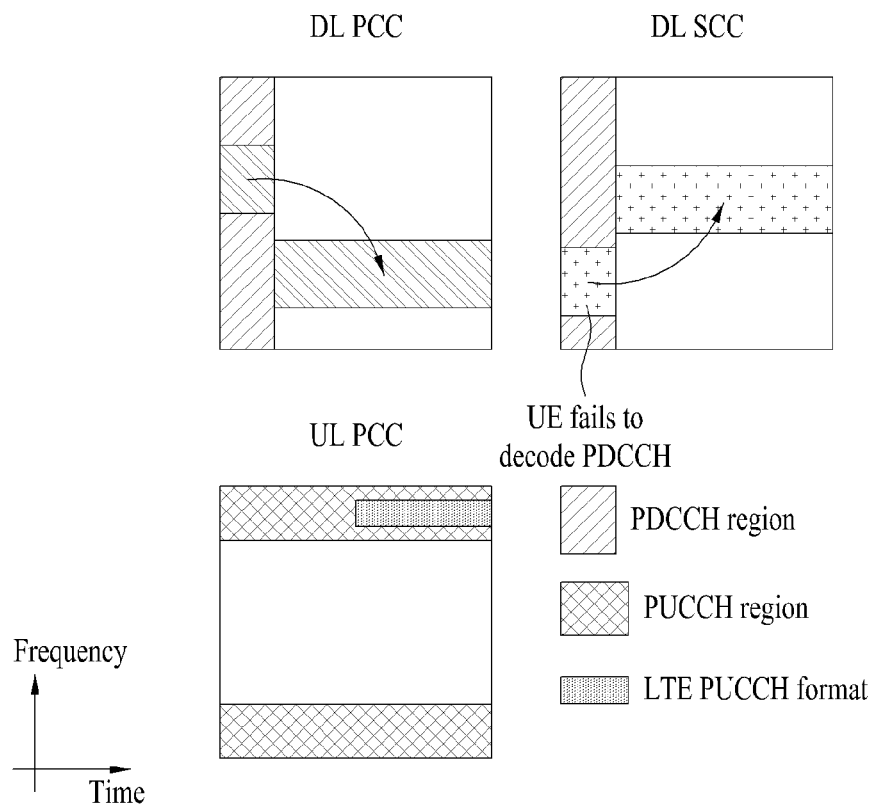 DL PCC
DL SCC
UE fails to
decode PDCCH
UL PCC
PDCCH region
PUCCH region
LTE PUCCH format
Frequency
Time